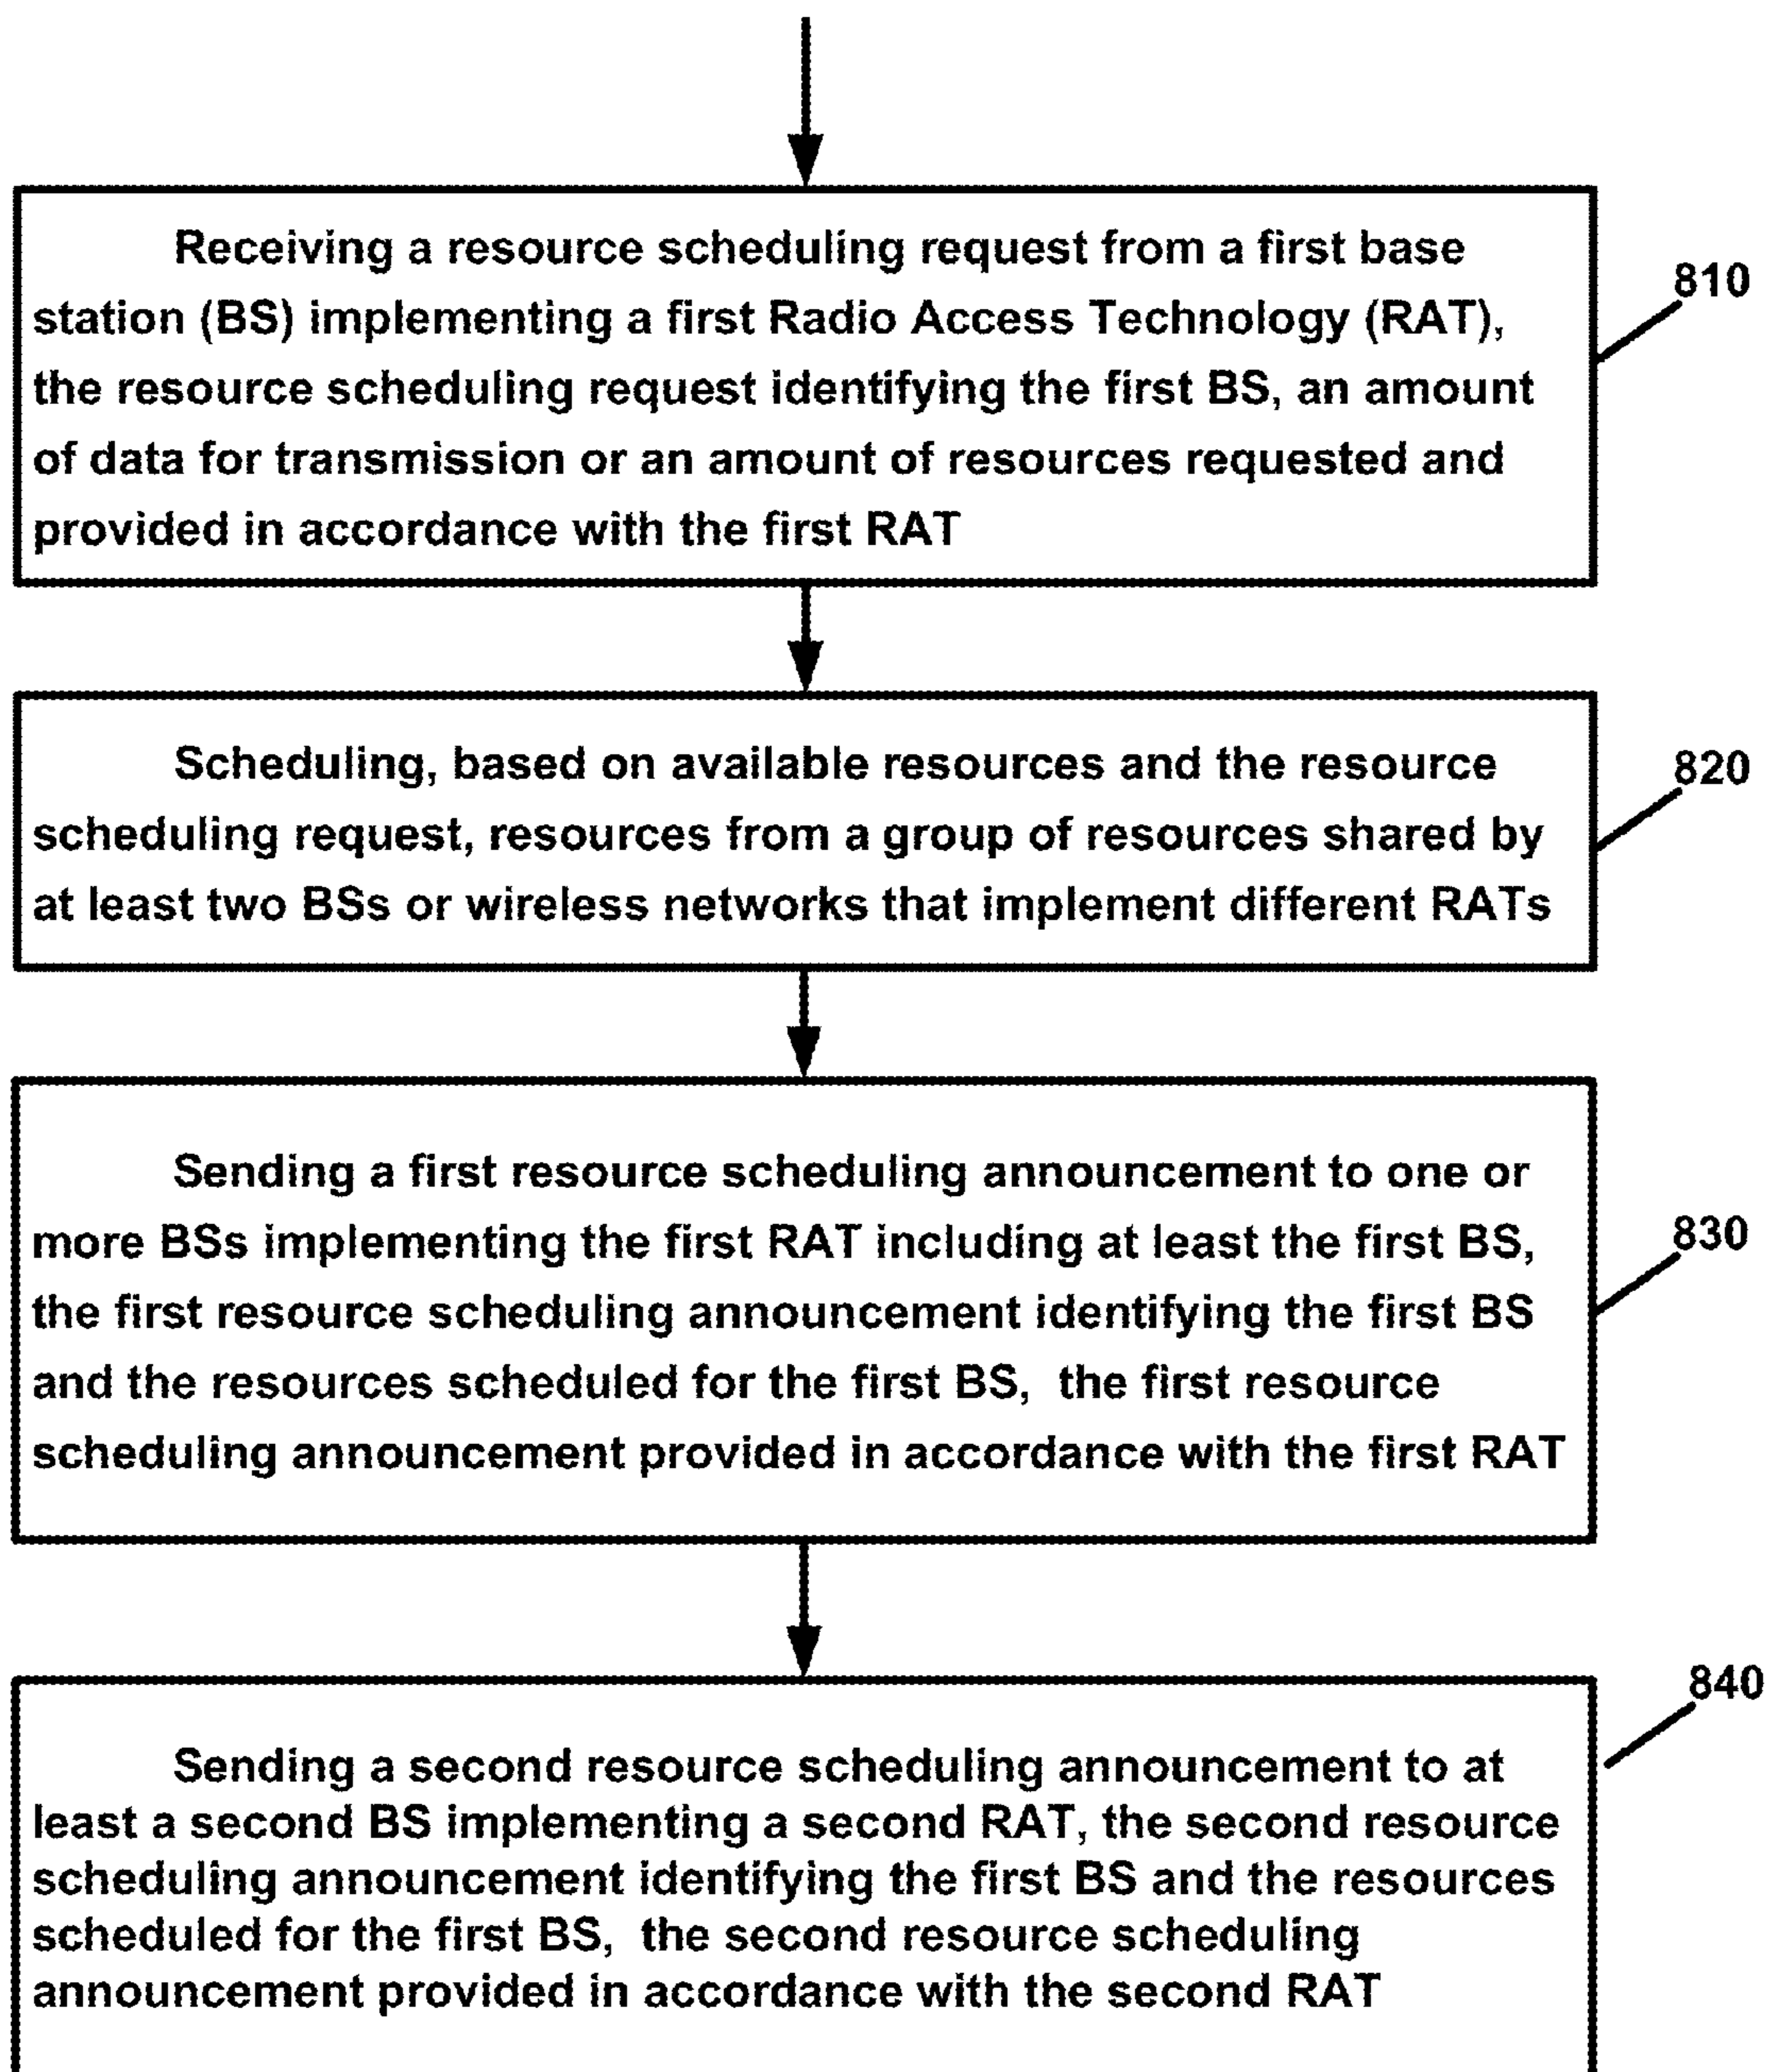 Receiving a resource scheduling request from a first base
station (BS) implementing a first Radio Access Technology (RAT),
the resource scheduling request identifying the first BS, an amount
of data for transmission or an amount of resources requested and
provided in accordance with the first RAT
810
Scheduling, based on available resources and the resource
scheduling request, resources from a group of resources shared by
at least two BSs or wireless networks that implement different RATs
820
Sending a first resource scheduling announcement to one or
more BSs implementing the first RAT including at least the first BS,
the first resource scheduling announcement identifying the first BS
and the resources scheduled for the first BS,  the first resource
scheduling announcement provided in accordance with the first RAT
830
Sending a second resource scheduling announcement to at
least a second BS implementing a second RAT, the second resource
scheduling announcement identifying the first BS and the resources
scheduled for the first BS,  the second resource scheduling
announcement provided in accordance with the second RAT
840